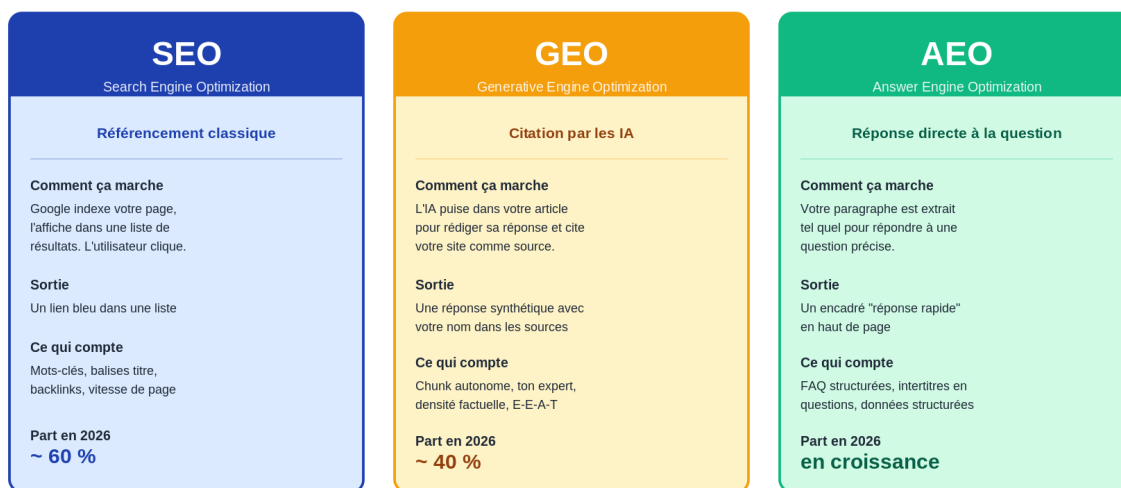 SEO
Search Engine Optimization
Référencement classique
Comment ça marche
Google indexe votre page,
l'affiche dans une liste de
résultats. L'utilisateur clique.
Sortie
Un lien bleu dans une liste
Ce qui compte
Mots-clés, balises titre,
backlinks, vitesse de page
Part en 2026
~ 60 %
GEO
Generative Engine Optimization
Citation par les IA
Comment ça marche
L'IA puise dans votre article
pour rédiger sa réponse et cite
votre site comme source.
Sortie
Une réponse synthétique avec
votre nom dans les sources
Ce qui compte
Chunk autonome, ton expert,
densité factuelle, E-E-A-T
Part en 2026
~ 40 %
AEO
Answer Engine Optimization
Réponse directe à la question
Comment ça marche
Votre paragraphe est extrait
tel quel pour répondre à une
question précise.
Sortie
Un encadré "réponse rapide"
en haut de page
Ce qui compte
FAQ structurées, intertitres en
questions, données structurées
Part en 2026
en croissance